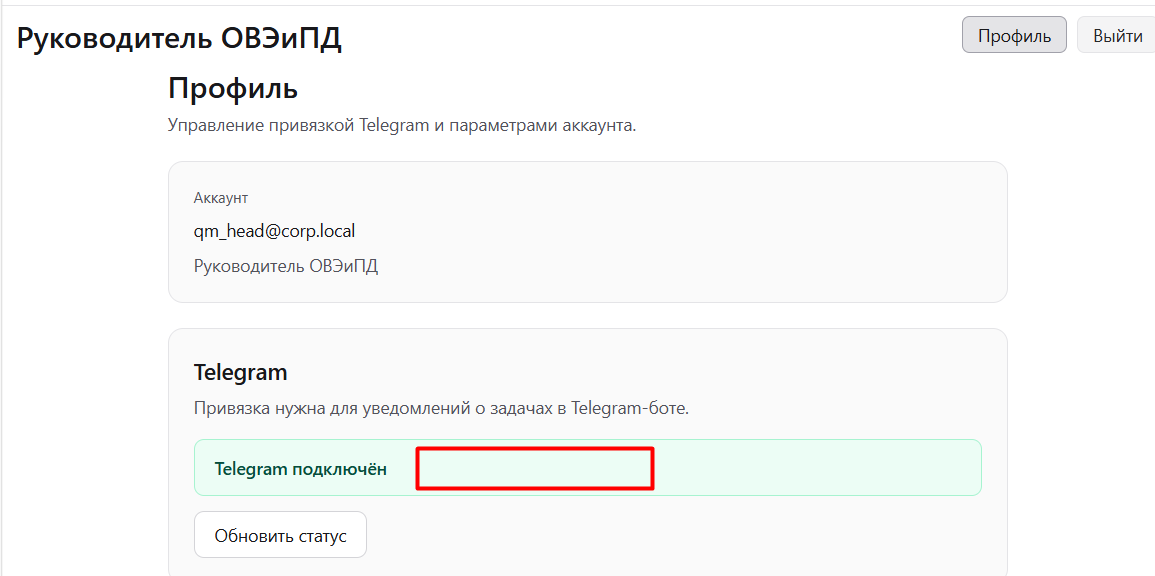 Руководитель ОВЭиПД
Профиль
Выйти
Профиль
Управление привязкой Telegram и параметрами аккаунта.
Аккаунт
qm_head@corp.local
Руководитель ОВЭиПД
Telegram
Привязка нужна для уведомлений о задачах в Telegram-боте.
Telegram подключён
Обновить статус